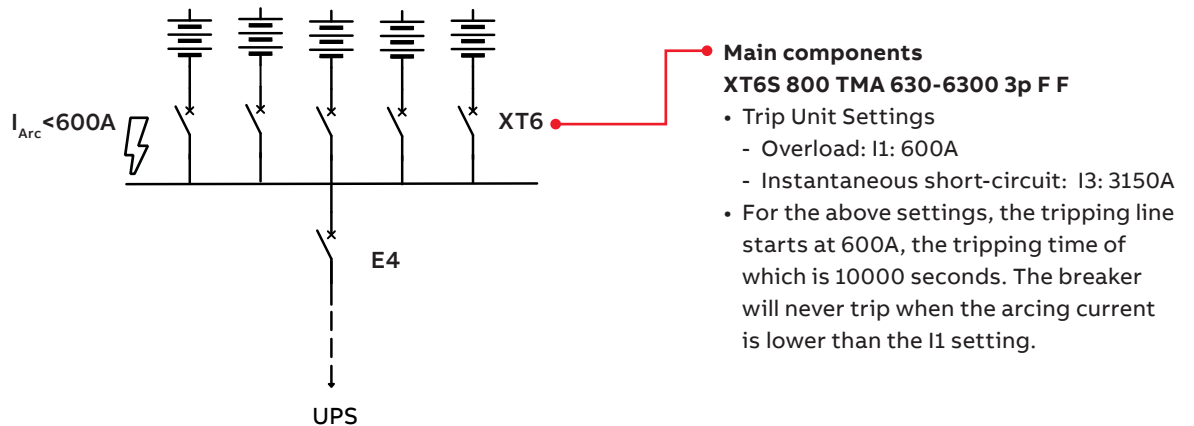 I_Arc<600A
XT6
E4
UPS
Main components
XT6S 800 TMA 630-6300 3p F F
• Trip Unit Settings
- Overload: I1: 600A
- Instantaneous short-circuit: I3: 3150A
• For the above settings, the tripping line
starts at 600A, the tripping time of
which is 10000 seconds. The breaker
will never trip when the arcing current
is lower than the I1 setting.